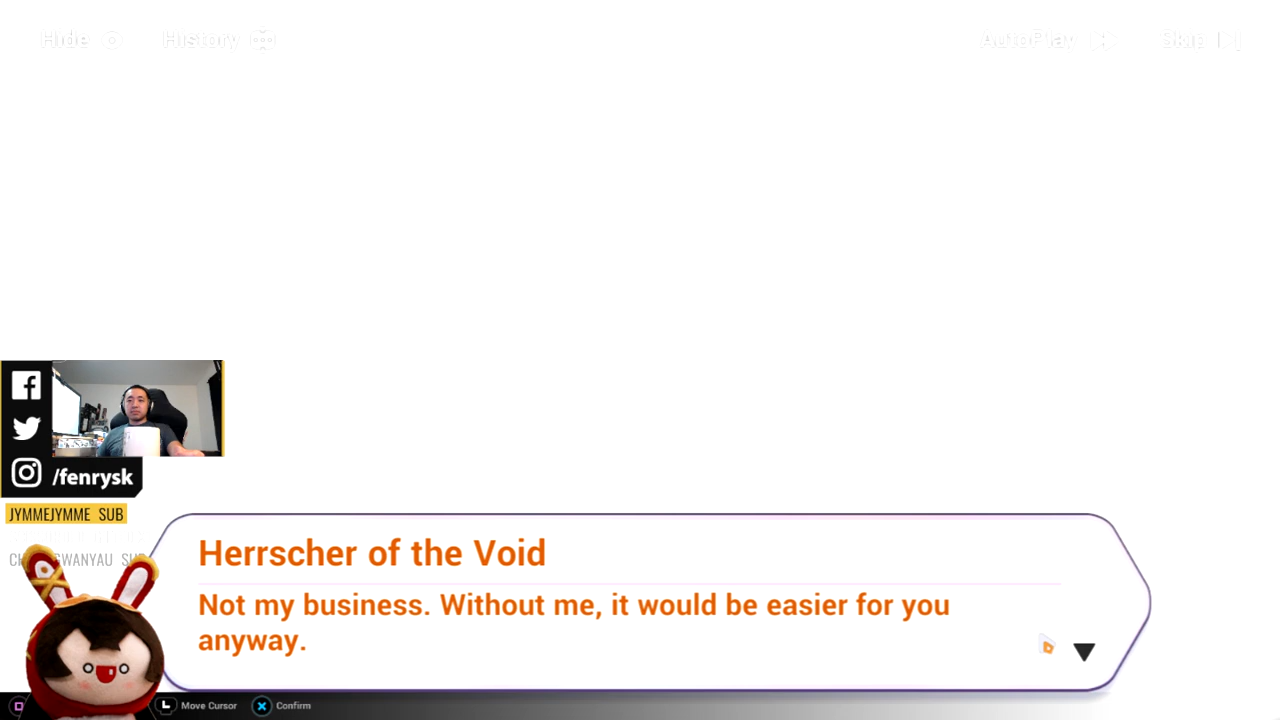 Hide
History
AutoPlay
Skip
/fenrysk
JYMMEJYMME SUB
Herrscher of the Void
Not my business. Without me, it would be easier for you
anyway.
L Move Cursor
Confirm